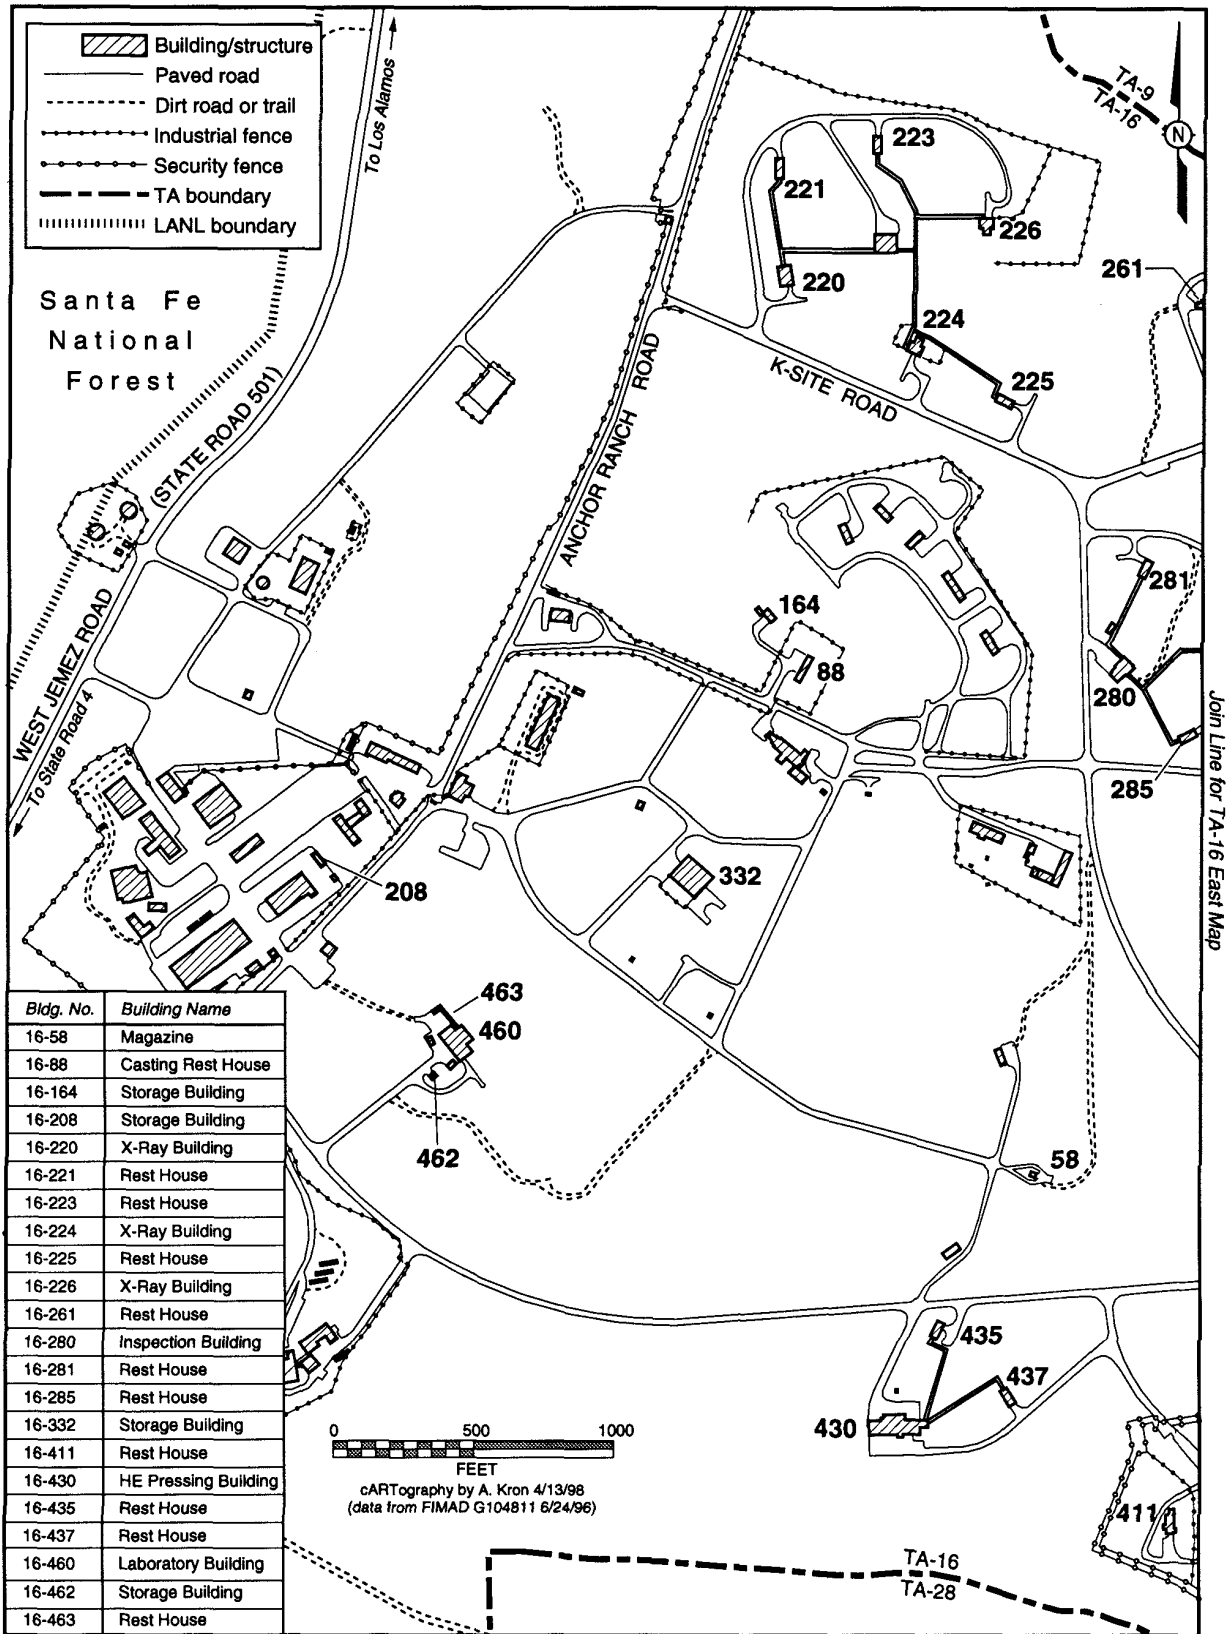 Building/structure
Paved road
Dirt road or trail
Industrial fence
Security fence
TA boundary
LANL boundary
To Los Alamos
TA-9
TA-16
N
Santa Fe
National
Forest
223
221
226
220
261
224
225
K-SITE ROAD
ANCHOR RANCH ROAD
(STATE ROAD 501)
WEST JEMEZ ROAD
To State Road 4
164
88
281
280
285
Join Line for TA-16 East Map
332
208
463
460
462
58
435
437
430
411
Bldg. No. Building Name
16-58 Magazine
16-88 Casting Rest House
16-164 Storage Building
16-208 Storage Building
16-220 X-Ray Building
16-221 Rest House
16-223 Rest House
16-224 X-Ray Building
16-225 Rest House
16-226 X-Ray Building
16-261 Rest House
16-280 Inspection Building
16-281 Rest House
16-285 Rest House
16-332 Storage Building
16-411 Rest House
16-430 HE Pressing Building
16-435 Rest House
16-437 Rest House
16-460 Laboratory Building
16-462 Storage Building
16-463 Rest House
0 500 1000
FEET
cARTography by A. Kron 4/13/98
(data from FIMAD G104811 6/24/96)
TA-16
TA-28